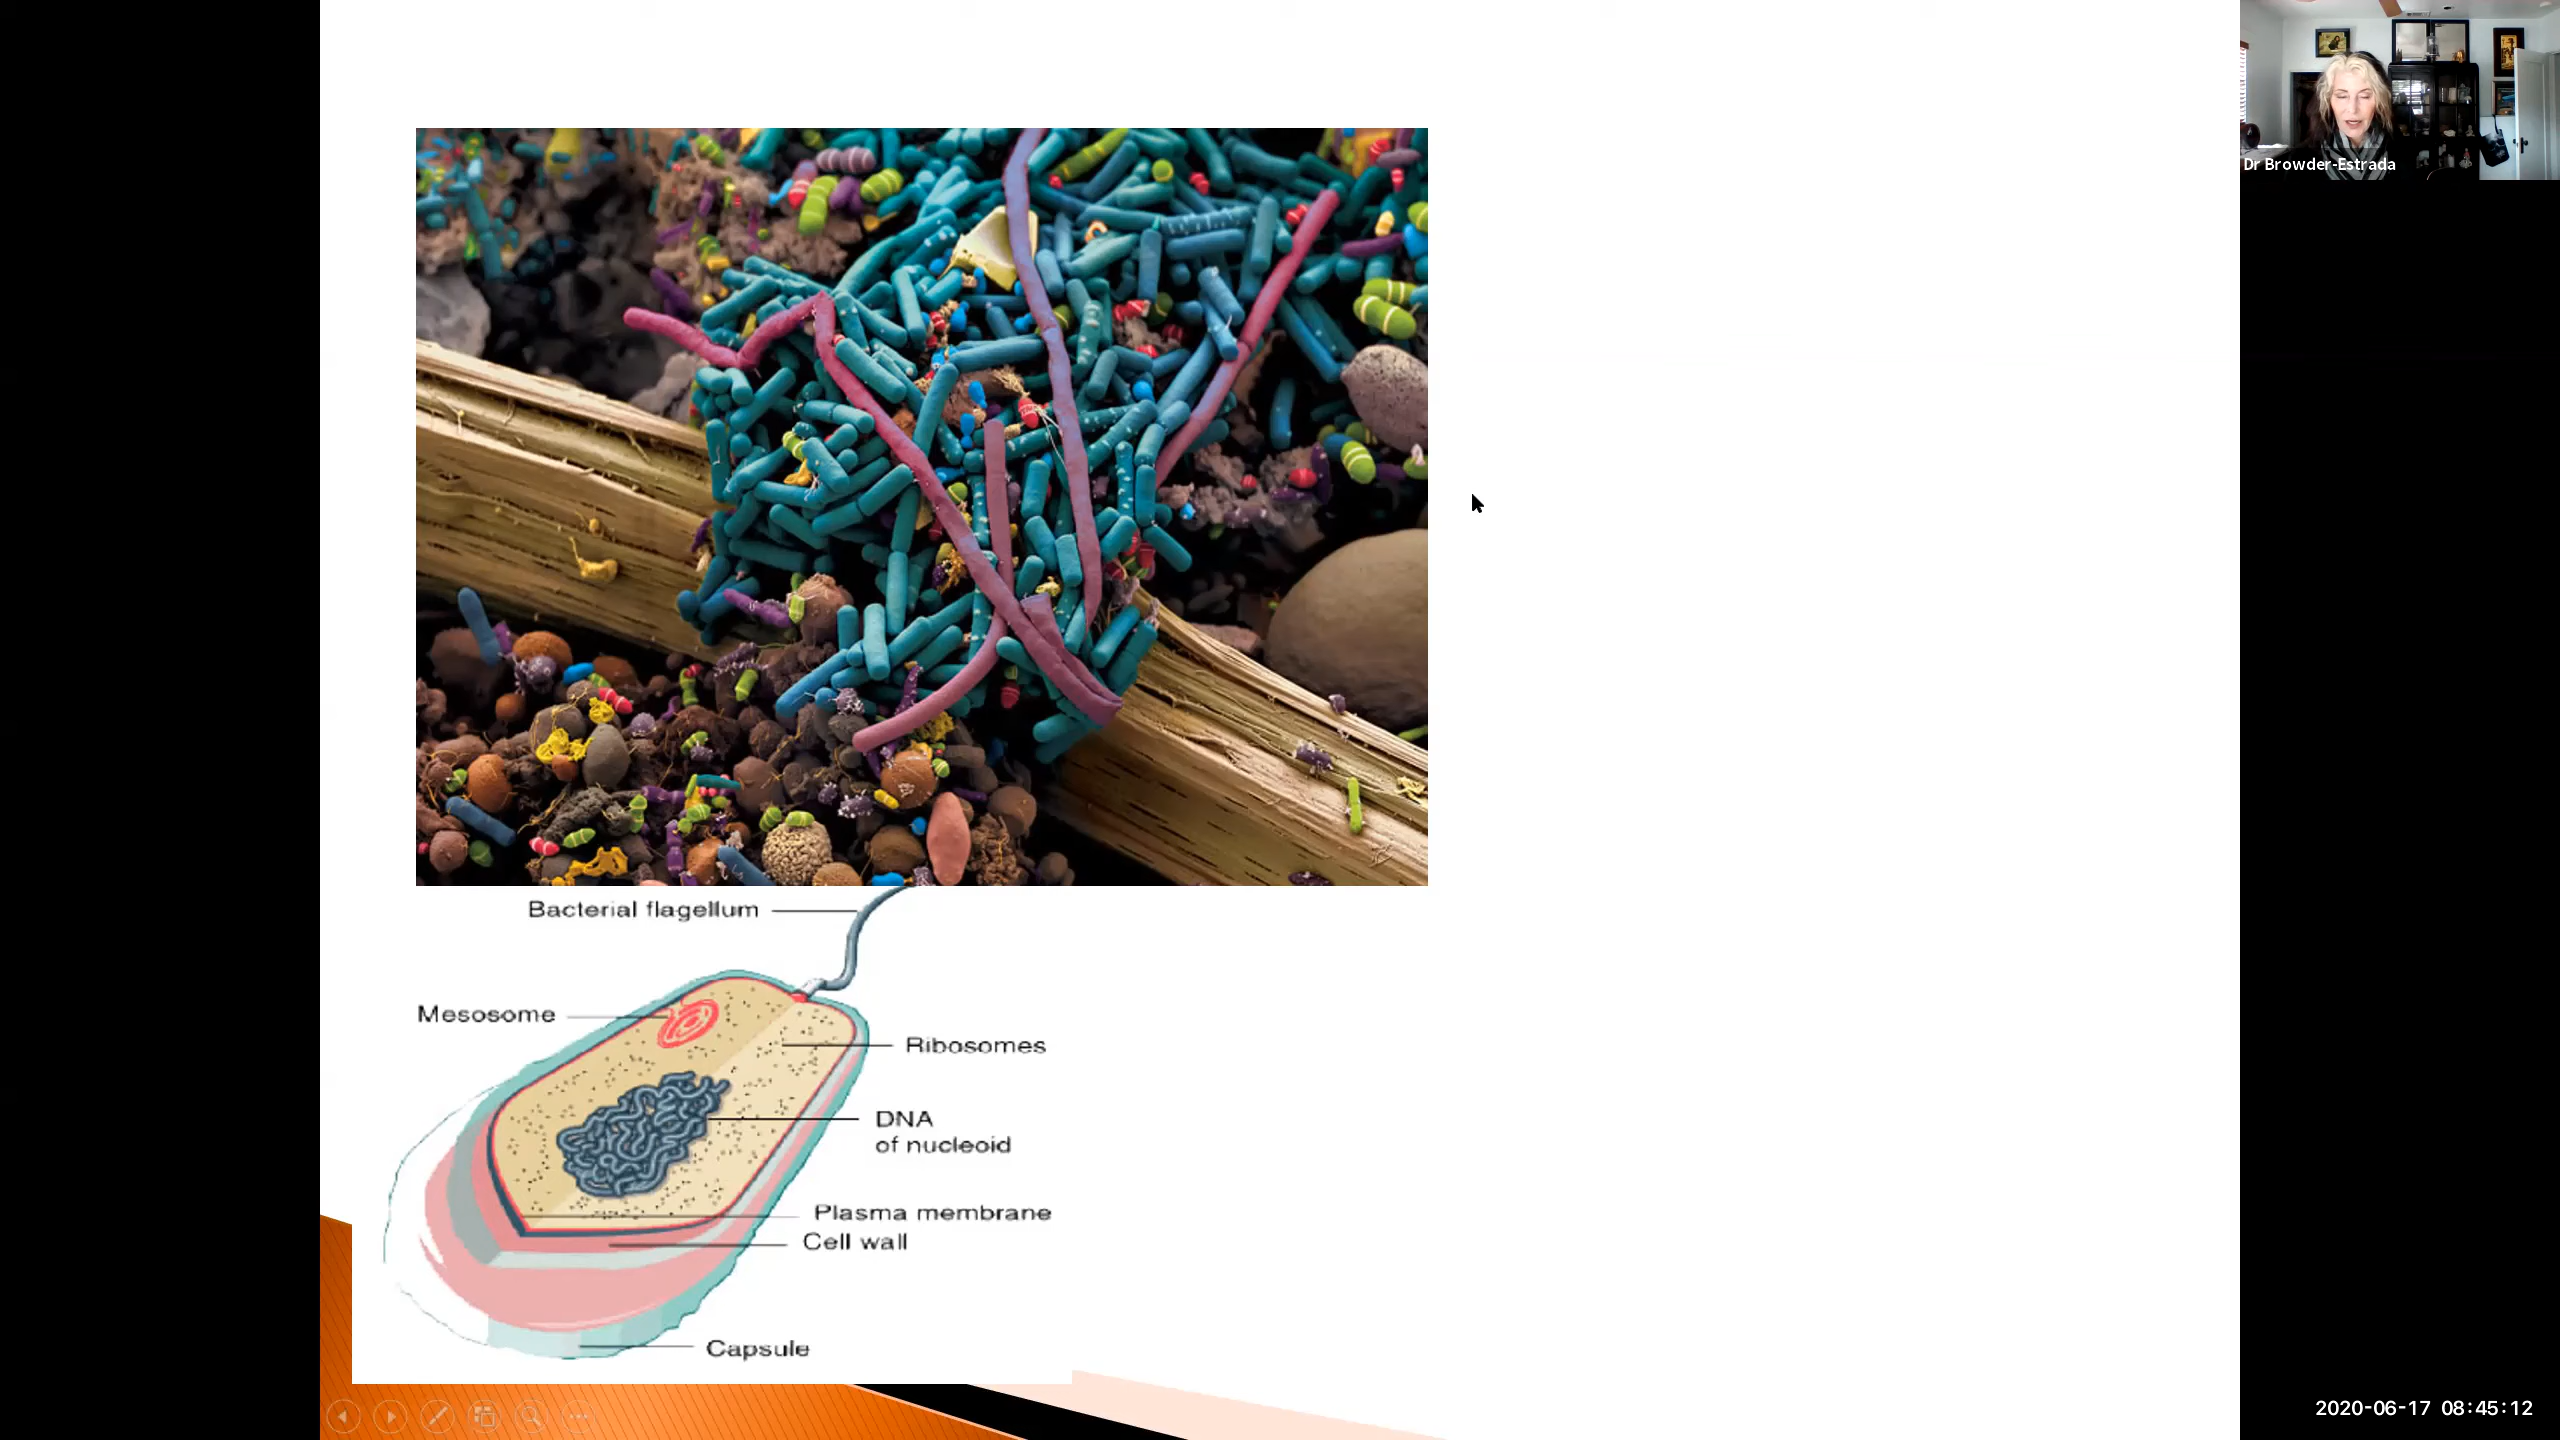 Dr Browder-Estrada
Bacterial flagellum
Mesosome
Ribosomes
DNA
of nucleoid
Plasma membrane
Cell wall
Capsule
2020-06-17 08:45:12